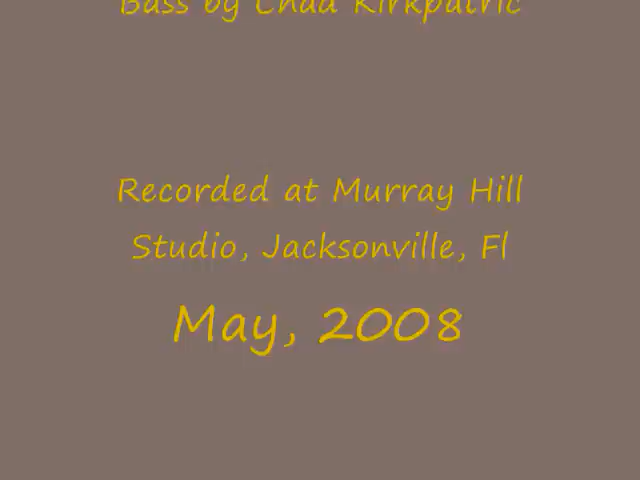 Bass by Chad Kirkpatric
Recorded at Murray Hill
Studio, Jacksonville, Fl
May, 2008